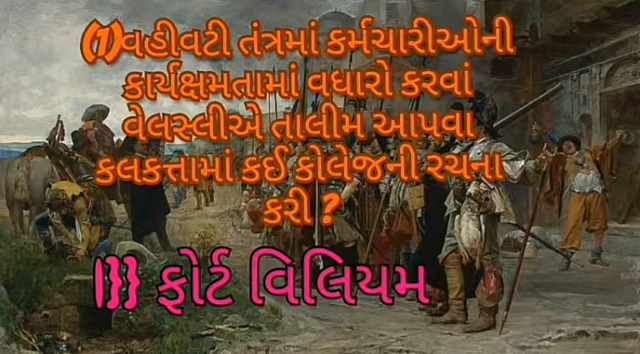 (1)વહીવટી તંત્રમાં કર્મચારીઓની
કાર્યક્ષમતામાં વધારો કરવાં
વેલસ્લીએ તાલીમ આપવા
કલકત્તામાં કઈ કોલેજની રચના
કરી ?
]}} ફોર્ટ વિલિયમ